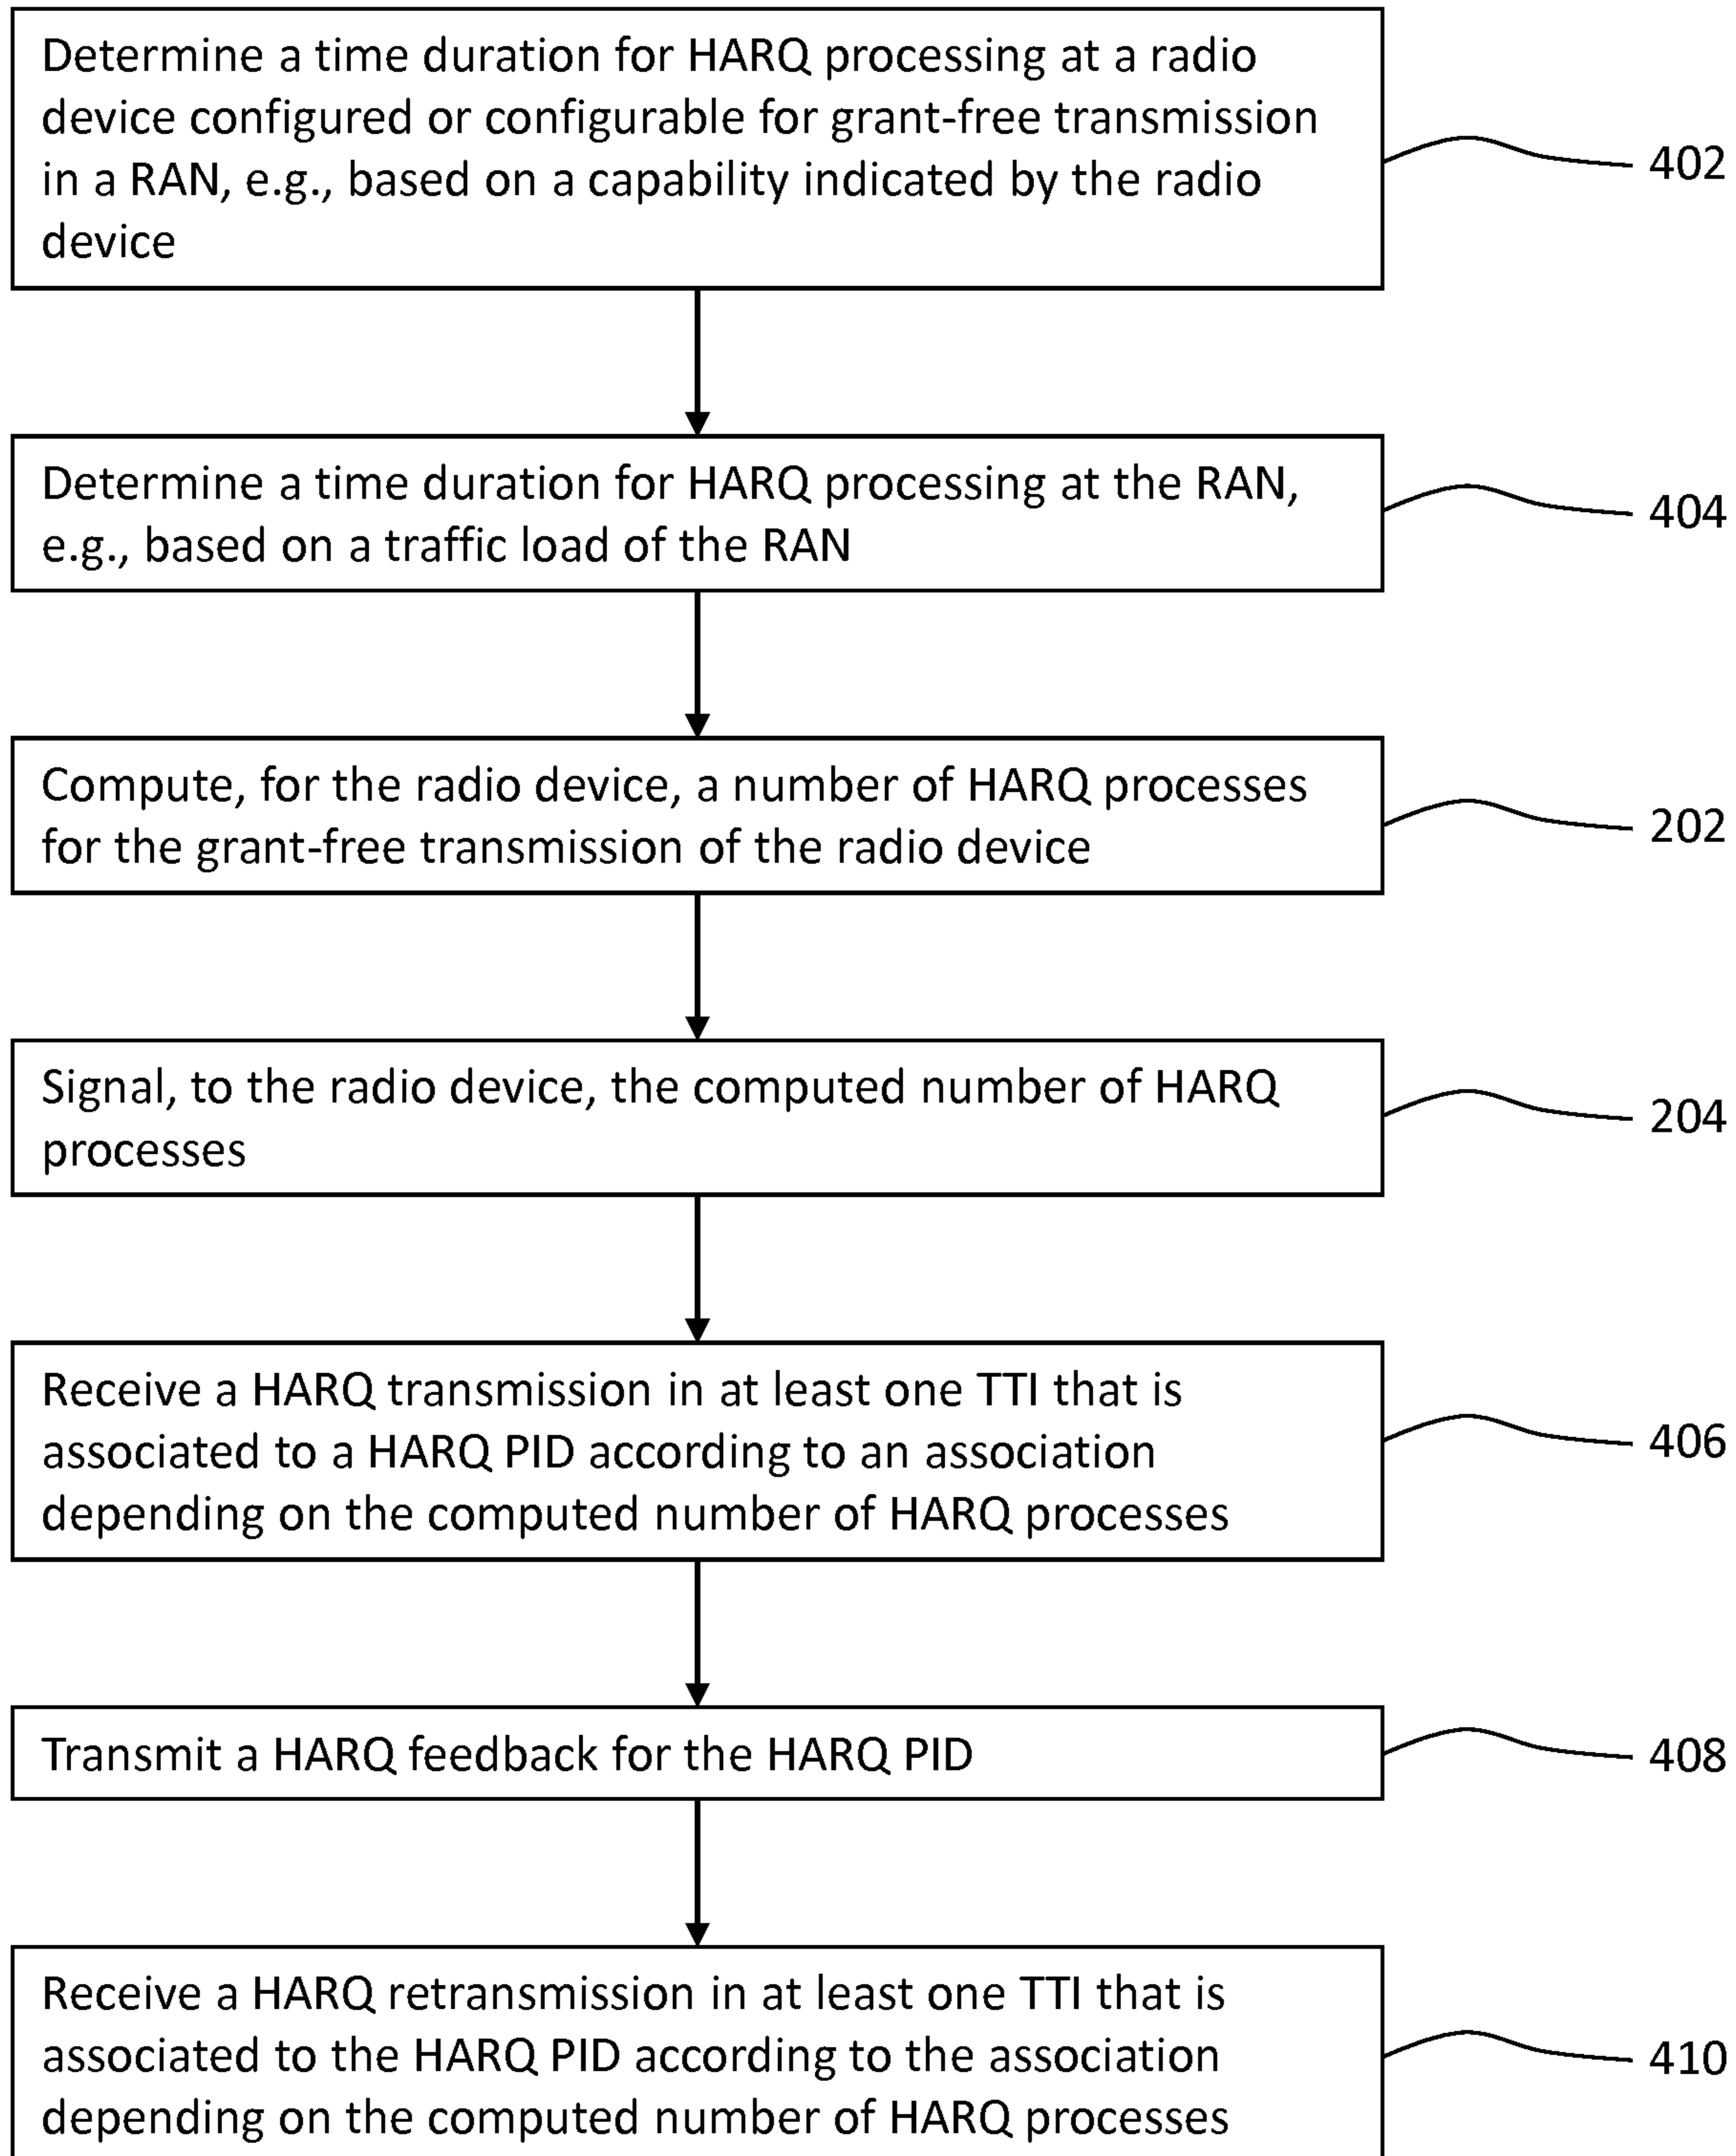 Determine a time duration for HARQ processing at a radio
device configured or configurable for grant-free transmission
in a RAN, e.g., based on a capability indicated by the radio
device
402
Determine a time duration for HARQ processing at the RAN,
e.g., based on a traffic load of the RAN
404
Compute, for the radio device, a number of HARQ processes
for the grant-free transmission of the radio device
202
Signal, to the radio device, the computed number of HARQ
processes
204
Receive a HARQ transmission in at least one TTI that is
associated to a HARQ PID according to an association
depending on the computed number of HARQ processes
406
Transmit a HARQ feedback for the HARQ PID
408
Receive a HARQ retransmission in at least one TTI that is
associated to the HARQ PID according to the association
depending on the computed number of HARQ processes
410